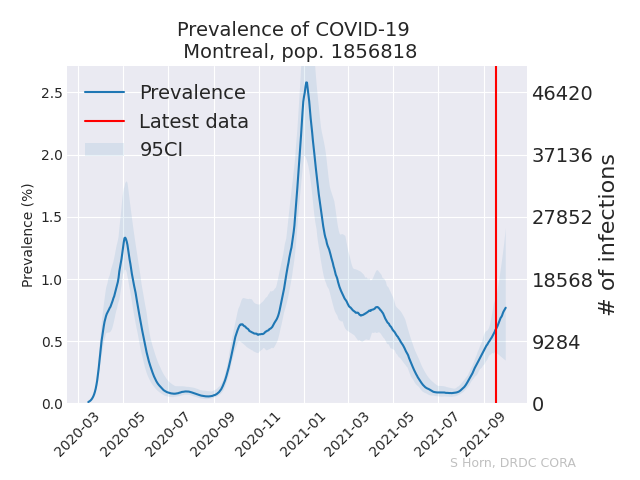 Prevalence of COVID-19
Montreal, pop. 1856818
Prevalence
Latest data
95CI
Prevalence (%)
2.5
2.0
1.5
1.0
0.5
0.0
46420
37136
27852
18568
9284
0
# of infections
2020-03
2020-05
2020-07
2020-09
2020-11
2021-01
2021-03
2021-05
2021-07
2021-09
S Horn, DRDC CORA